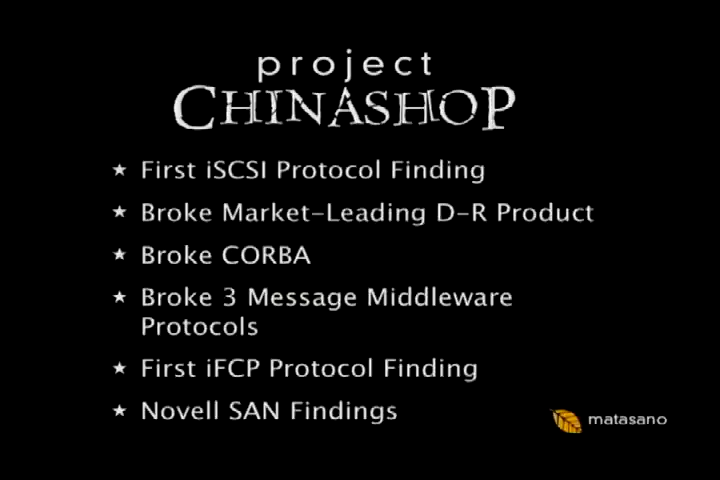 project
CHINASHOP
★ First iSCSI Protocol Finding
★ Broke Market-Leading D-R Product
★ Broke CORBA
★ Broke 3 Message Middleware
Protocols
★ First iFCP Protocol Finding
★ Novell SAN Findings
matasano